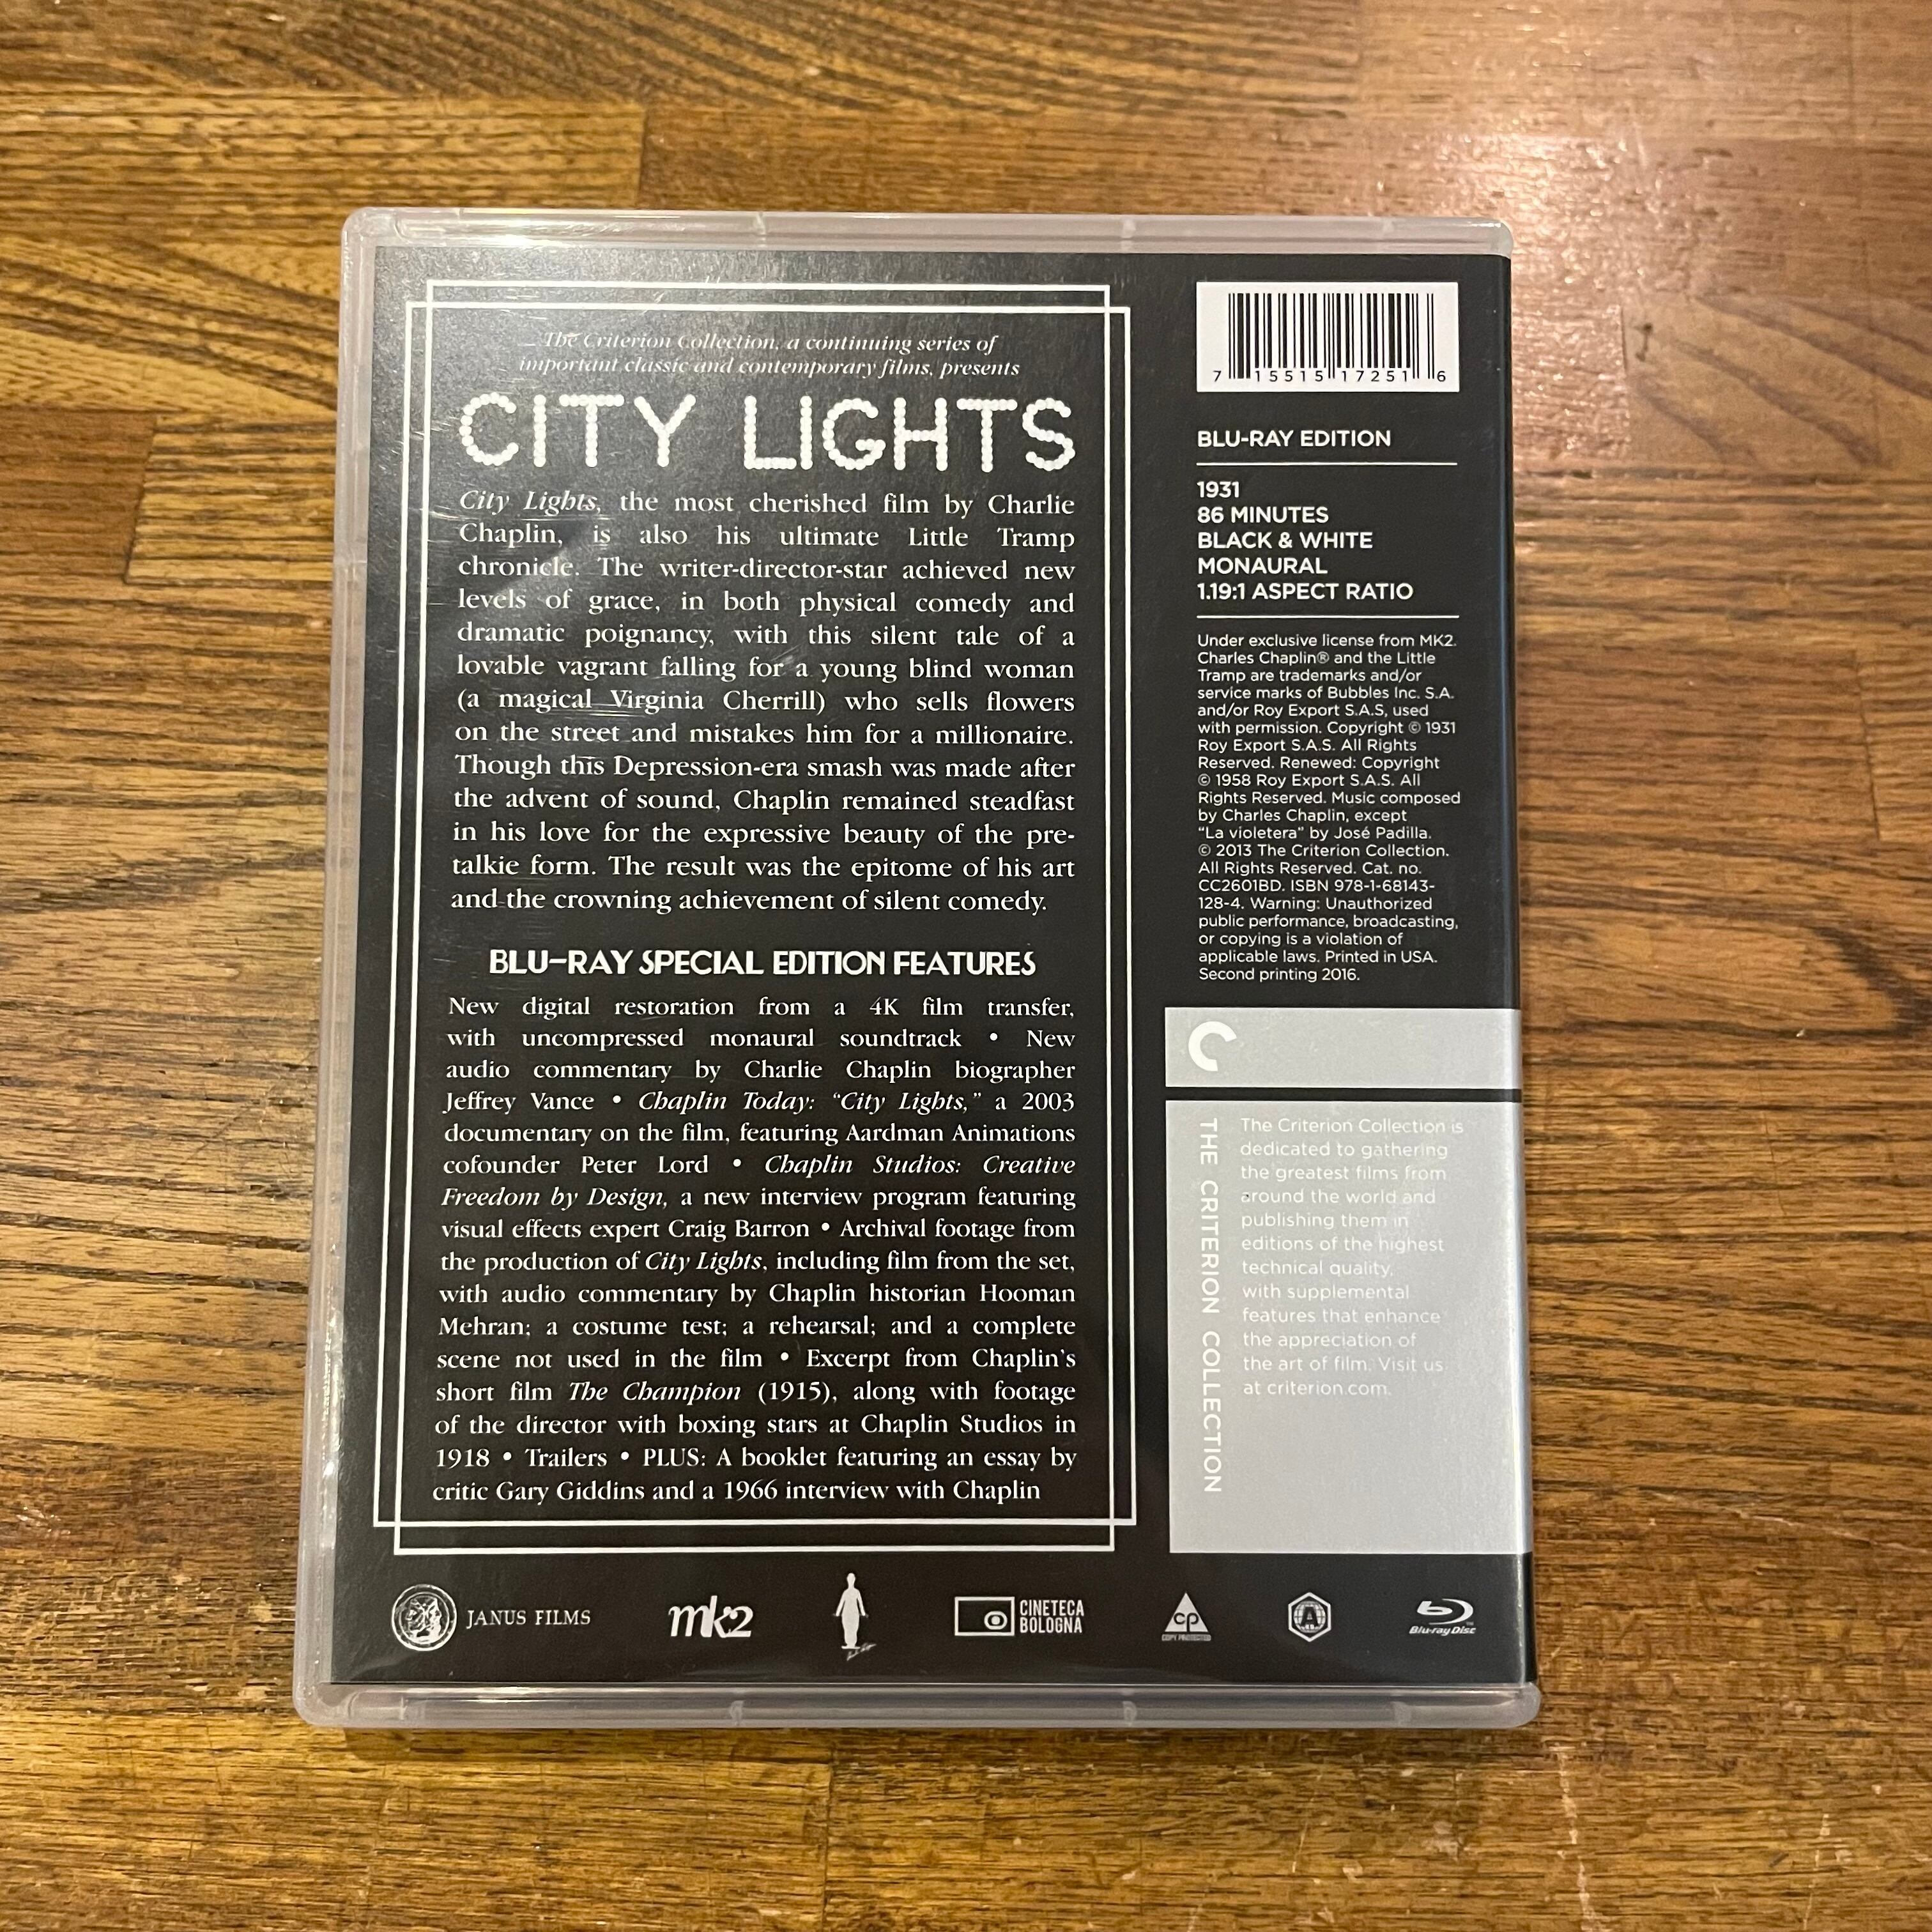 The Criterion Collection, a continuing series of
important classic and contemporary films, presents
CITY LIGHTS
City Lights, the most cherished film by Charlie
Chaplin, is also his ultimate Little Tramp
chronicle. The writer-director-star achieved new
levels of grace, in both physical comedy and
dramatic poignancy, with this silent tale of a
lovable vagrant falling for a young blind woman
(a magical Virginia Cherrill) who sells flowers
on the street and mistakes him for a millionaire.
Though this Depression-era smash was made after
the advent of sound, Chaplin remained steadfast
in his love for the expressive beauty of the pre-
talkie form. The result was the epitome of his art
and the crowning achievement of silent comedy.
BLU-RAY SPECIAL EDITION FEATURES
New digital restoration from a 4K film transfer,
with uncompressed monaural soundtrack • New
audio commentary by Charlie Chaplin biographer
Jeffrey Vance • Chaplin Today: “City Lights,” a 2003
documentary on the film, featuring Aardman Animations
cofounder Peter Lord • Chaplin Studios: Creative
Freedom by Design, a new interview program featuring
visual effects expert Craig Barron • Archival footage from
the production of City Lights, including film from the set,
with audio commentary by Chaplin historian Hooman
Mehran; a costume test; a rehearsal; and a complete
scene not used in the film • Excerpt from Chaplin’s
short film The Champion (1915), along with footage
of the director with boxing stars at Chaplin Studios in
1918 • Trailers • PLUS: A booklet featuring an essay by
critic Gary Giddins and a 1966 interview with Chaplin
7 15515 17251 6
BLU-RAY EDITION
1931
86 MINUTES
BLACK & WHITE
MONAURAL
1.19:1 ASPECT RATIO
Under exclusive license from MK2.
Charles Chaplin® and the Little
Tramp are trademarks and/or
service marks of Bubbles Inc. S.A.
and/or Roy Export S.A.S, used
with permission. Copyright © 1931
Roy Export S.A.S. All Rights
Reserved. Renewed: Copyright
© 1958 Roy Export S.A.S. All
Rights Reserved. Music composed
by Charles Chaplin, except
“La violetera” by José Padilla.
© 2013 The Criterion Collection.
All Rights Reserved. Cat. no.
CC2601BD. ISBN 978-1-68143-
128-4. Warning: Unauthorized
public performance, broadcasting,
or copying is a violation of
applicable laws. Printed in USA.
Second printing 2016.
THE CRITERION COLLECTION
The Criterion Collection is
dedicated to gathering
the greatest films from
around the world and
publishing them in
editions of the highest
technical quality,
with supplemental
features that enhance
the appreciation of
the art of film. Visit us
at criterion.com.
JANUS FILMS
mk2
CINETECA
BOLOGNA
cp
COPY PROTECTED
A
Blu-ray Disc